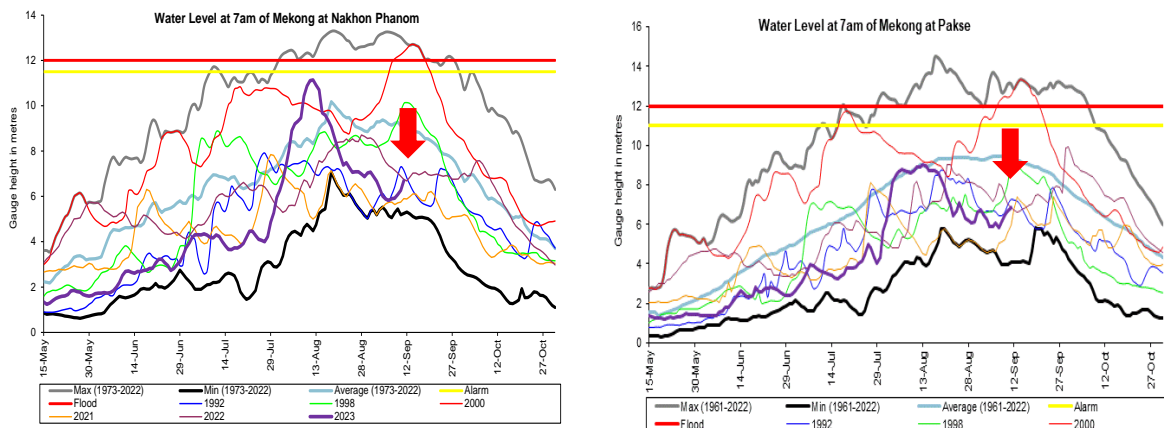 Water Level at 7am of Mekong at Nakhon Phanom
Gauge height in metres
14
12
10
8
6
4
2
0
15-May
30-May
14-Jun
29-Jun
14-Jul
29-Jul
13-Aug
28-Aug
12-Sep
27-Sep
12-Oct
27-Oct
Max (1973-2022) Min (1973-2022) Average (1973-2022) Alarm
Flood 1992 1998 2000
2021 2022 2023
Water Level at 7am of Mekong at Pakse
Gauge height in metres
16
14
12
10
8
6
4
2
0
15-May
30-May
14-Jun
29-Jun
14-Jul
29-Jul
13-Aug
28-Aug
12-Sep
27-Sep
12-Oct
27-Oct
Max (1961-2022) Min (1961-2022) Average (1961-2022) Alarm
Flood 1992 1998 2000